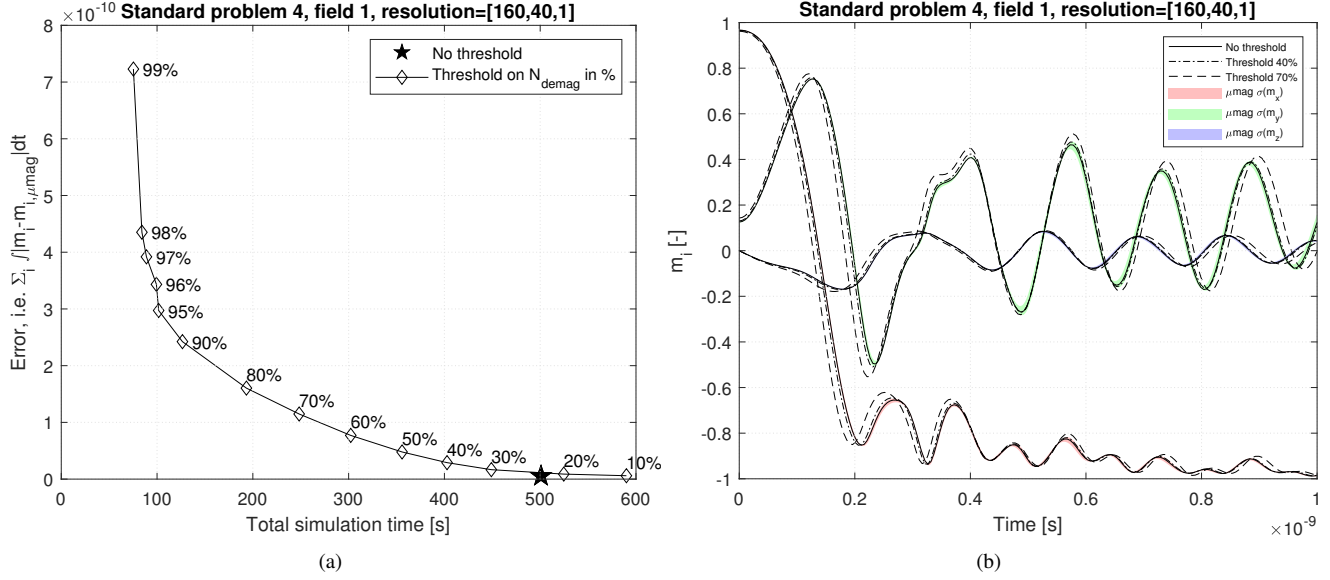 Standard problem 4, field 1, resolution=[160,40,1]
×10⁻¹⁰
8
7
6
5
4
3
2
1
0
Error, i.e. Σᵢ ∫|mᵢ-mᵢ,μmag|dt
99%
98%
97%
96%
95%
90%
80%
70%
60%
50%
40%
30%
20%
10%
No threshold
Threshold on N_demag in %
0 100 200 300 400 500 600
Total simulation time [s]
(a)
Standard problem 4, field 1, resolution=[160,40,1]
1
0.8
0.6
0.4
0.2
0
-0.2
-0.4
-0.6
-0.8
-1
mᵢ [-]
No threshold
Threshold 40%
Threshold 70%
μmag σ(mₓ)
μmag σ(m_y)
μmag σ(m_z)
0 0.2 0.4 0.6 0.8 1
Time [s]
×10⁻⁹
(b)